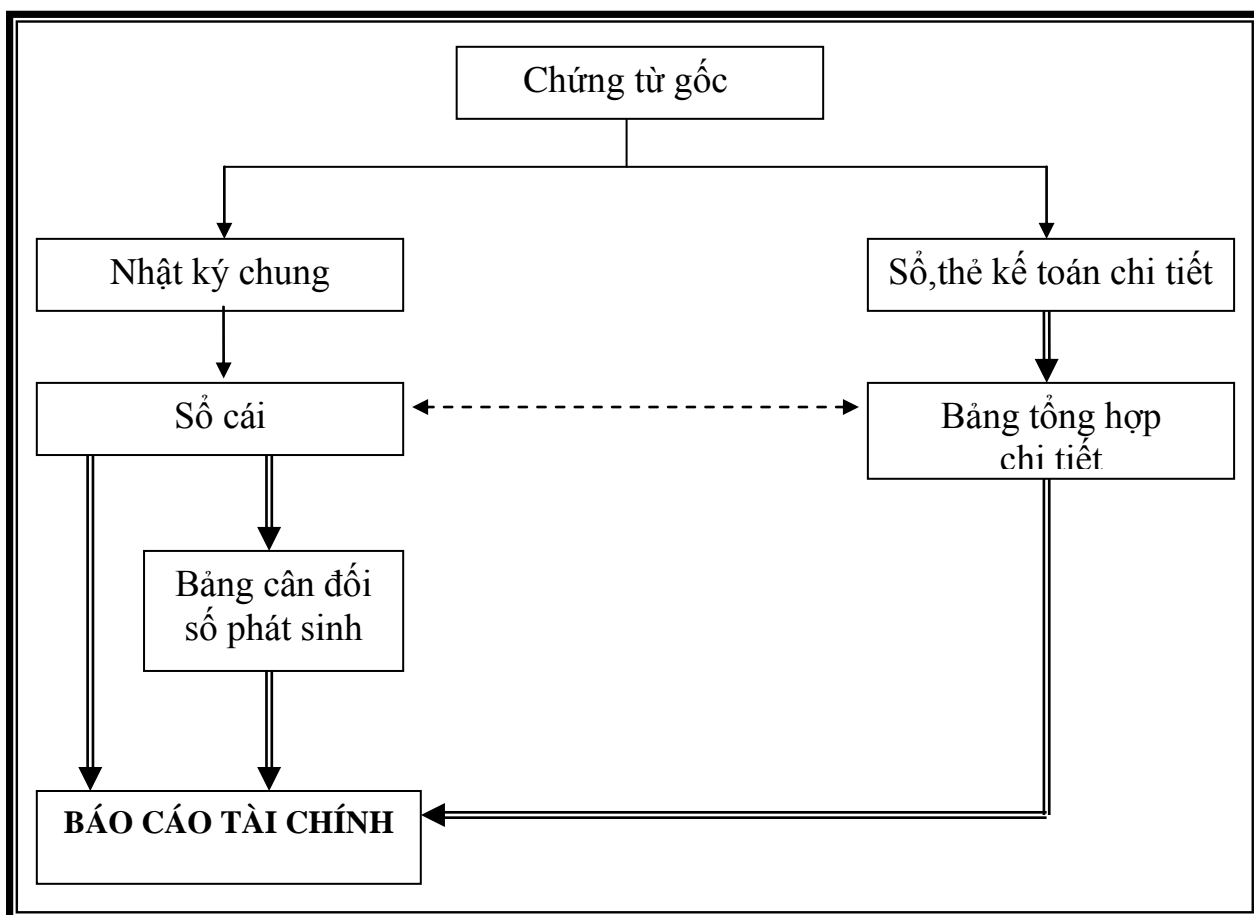 Chứng từ gốc
Nhật ký chung
Sổ,thẻ kế toán chi tiết
Sổ cái
Bảng tổng hợp
chi tiết
Bảng cân đối
số phát sinh
BÁO CÁO TÀI CHÍNH